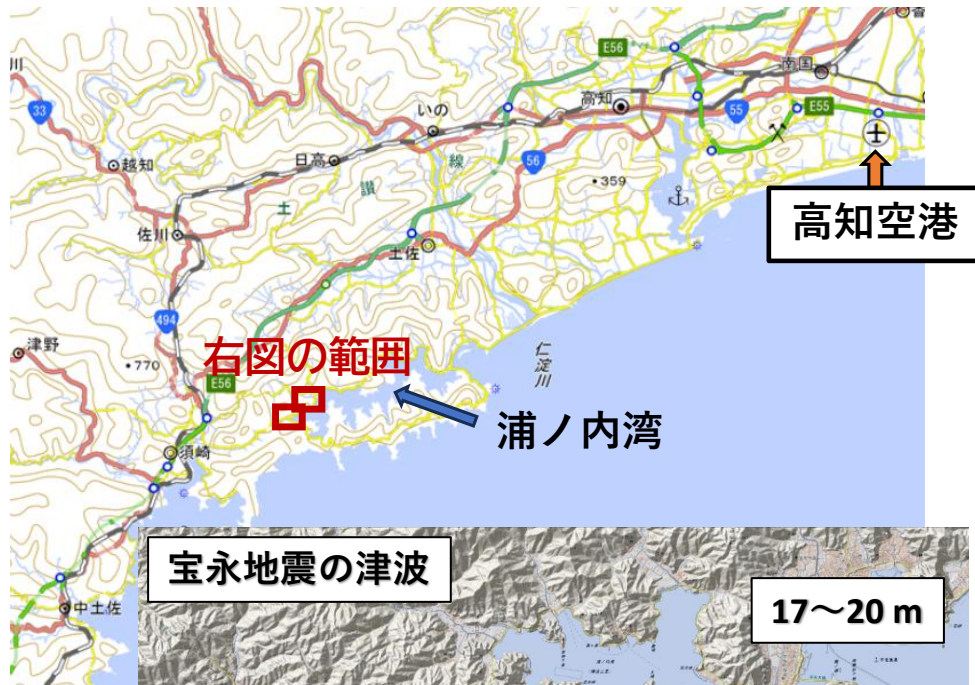 E56
香
川
33
いの
高知
南国
55
E55
越知
日高
線
56
讃
土
・359
高知空港
佐川
土佐
494
津野
・770
右図の範囲
仁淀川
E56
浦ノ内湾
須崎
宝永地震の津波
17～20 m
中土佐